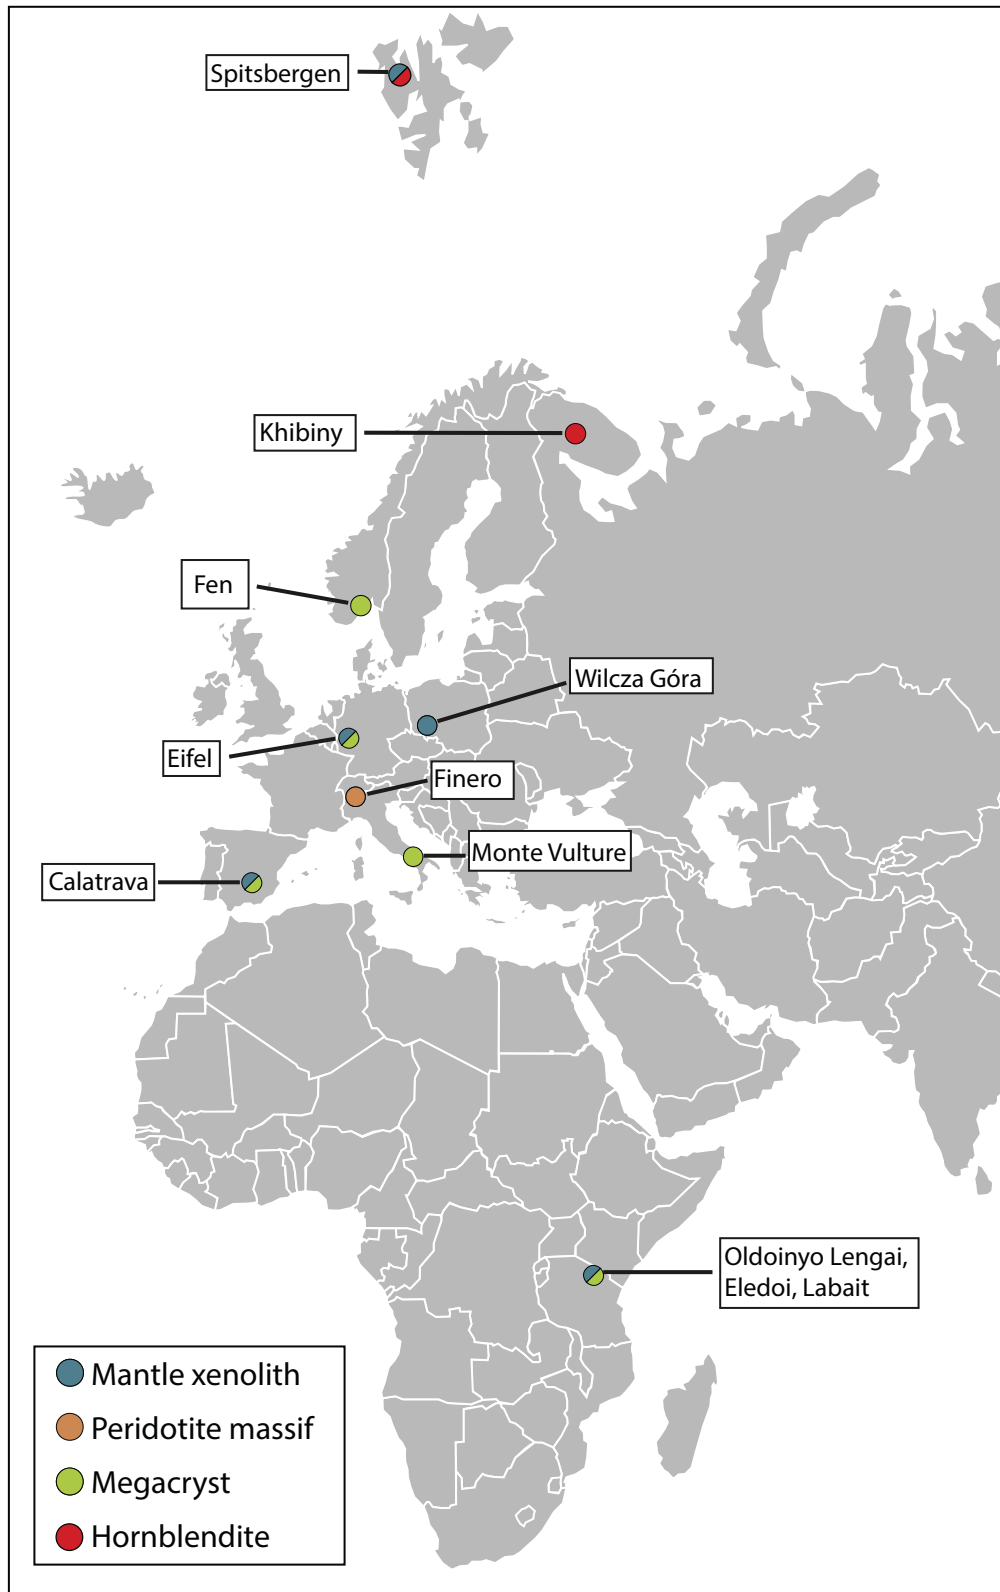 Spitsbergen
Khibiny
Fen
Wilcza Góra
Eifel
Finero
Monte Vulture
Calatrava
Oldoinyo Lengai,
Eledoi, Labait
Mantle xenolith
Peridotite massif
Megacryst
Hornblendite